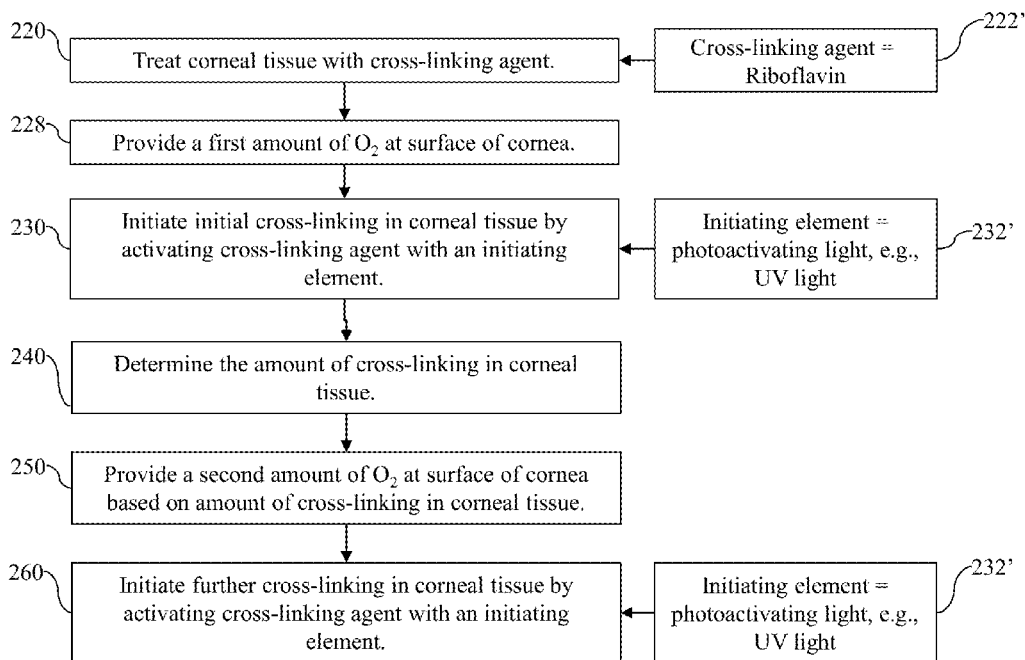 220
Treat corneal tissue with cross-linking agent.
Cross-linking agent =
Riboflavin
222’
228
Provide a first amount of O₂ at surface of cornea.
230
Initiate initial cross-linking in corneal tissue by
activating cross-linking agent with an initiating
element.
Initiating element =
photoactivating light, e.g.,
UV light
232’
240
Determine the amount of cross-linking in corneal
tissue.
250
Provide a second amount of O₂ at surface of cornea
based on amount of cross-linking in corneal tissue.
260
Initiate further cross-linking in corneal tissue by
activating cross-linking agent with an initiating
element.
Initiating element =
photoactivating light, e.g.,
UV light
232’